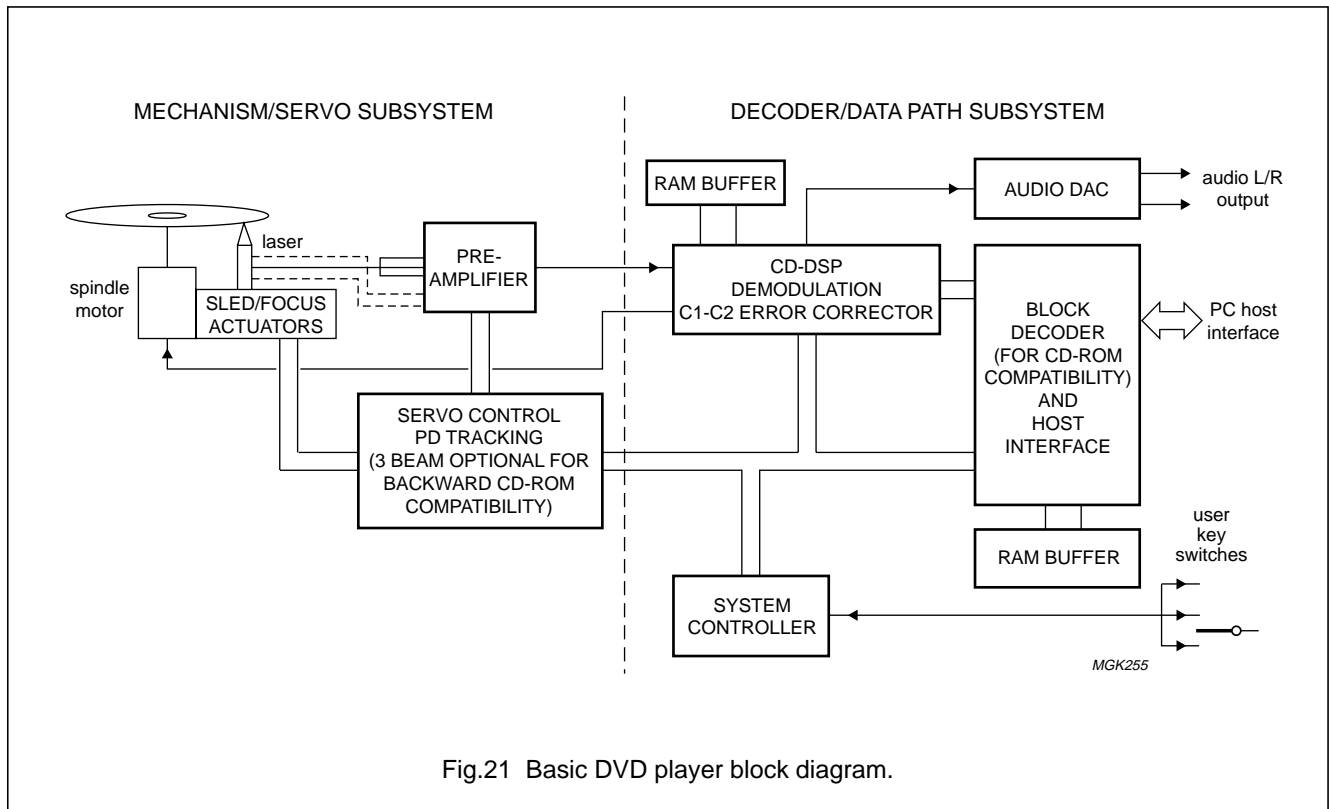 MECHANISM/SERVO SUBSYSTEM
DECODER/DATA PATH SUBSYSTEM
RAM BUFFER
AUDIO DAC
audio L/R
output
laser
PRE-
AMPLIFIER
spindle
motor
SLED/FOCUS
ACTUATORS
CD-DSP
DEMODULATION
C1-C2 ERROR CORRECTOR
BLOCK
DECODER
(FOR CD-ROM
COMPATIBILITY)
AND
HOST
INTERFACE
PC host
interface
SERVO CONTROL
PD TRACKING
(3 BEAM OPTIONAL FOR
BACKWARD CD-ROM
COMPATIBILITY)
RAM BUFFER
user
key
switches
SYSTEM
CONTROLLER
MGK255
Fig.21 Basic DVD player block diagram.